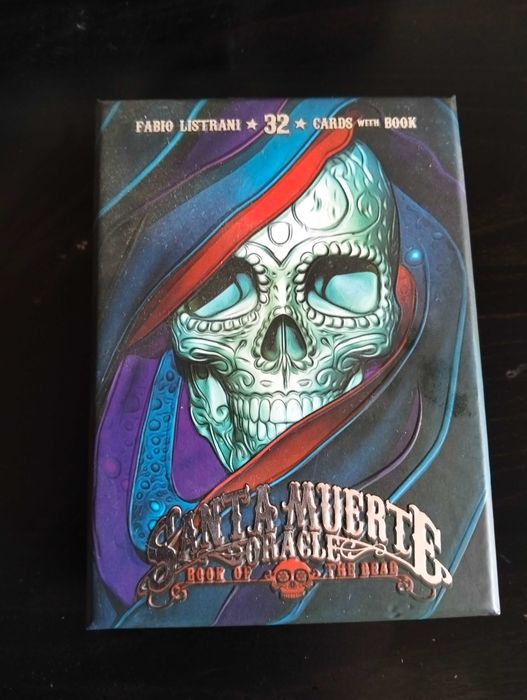 FABIO LISTRANI ★ 32 ★ CARDS WITH BOOK
SANTA MUERTE
ORACLE
BOOK OF THE DEAD